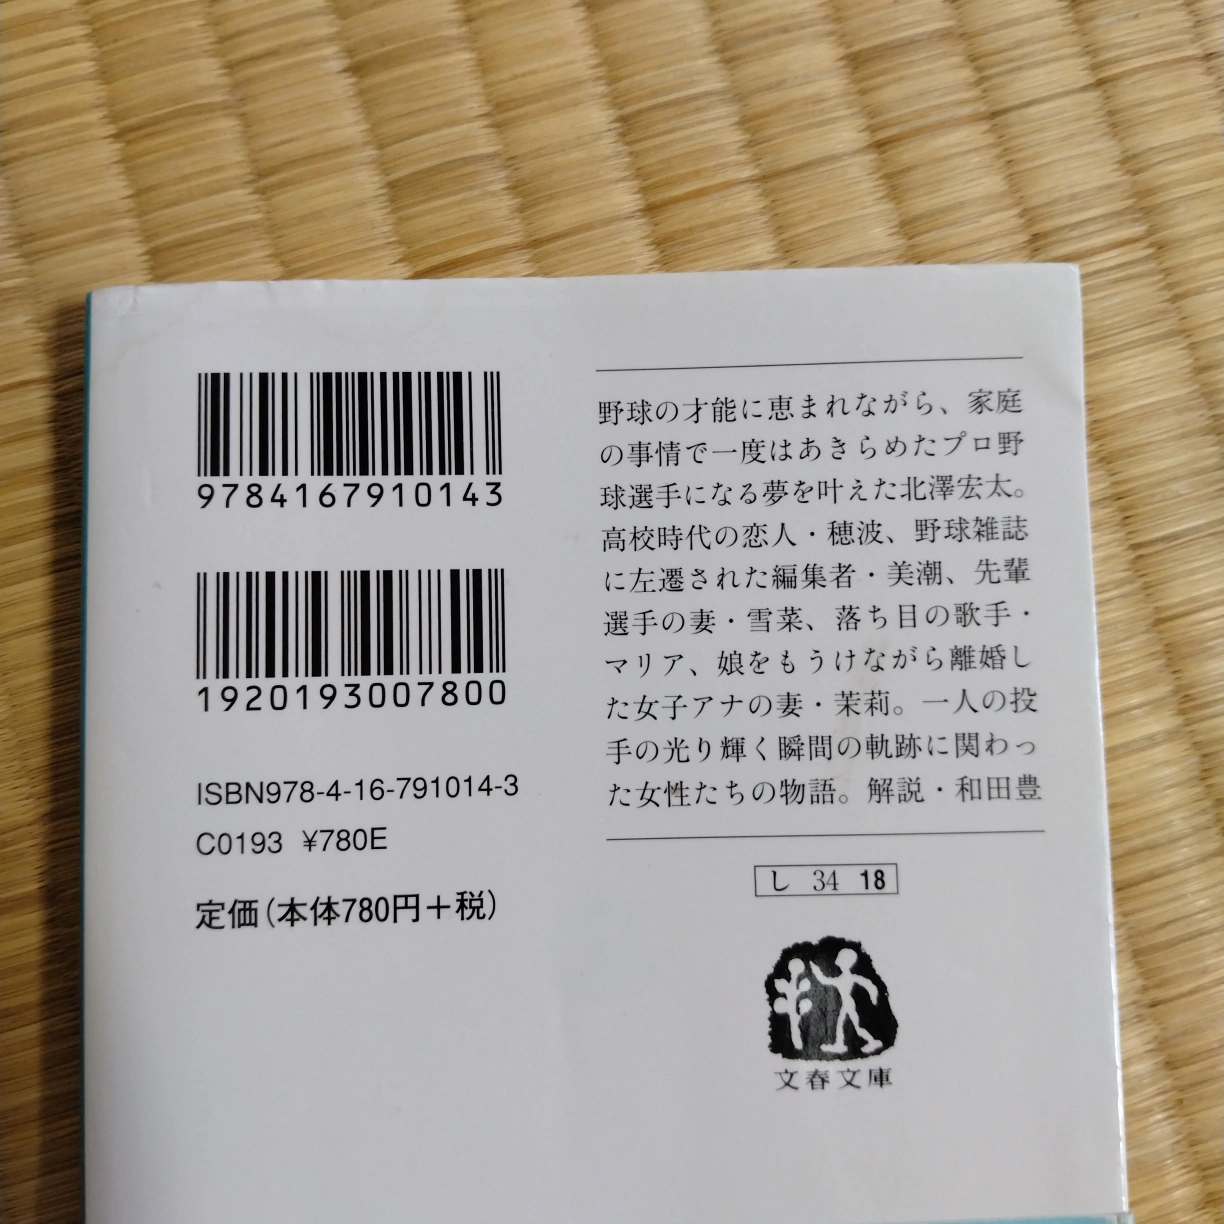 9784167910143
1920193007800
ISBN978-4-16-791014-3
C0193 ¥780E
定価(本体780円+税)
野球の才能に恵まれながら、家庭
の事情で一度はあきらめたプロ野
球選手になる夢を叶えた北澤宏太。
高校時代の恋人・穂波、野球雑誌
に左遷された編集者・美潮、先輩
選手の妻・雪菜、落ち目の歌手・
マリア、娘をもうけながら離婚し
た女子アナの妻・茉莉。一人の投
手の光り輝く瞬間の軌跡に関わっ
た女性たちの物語。解説・和田豊
し 34 18
文春文庫